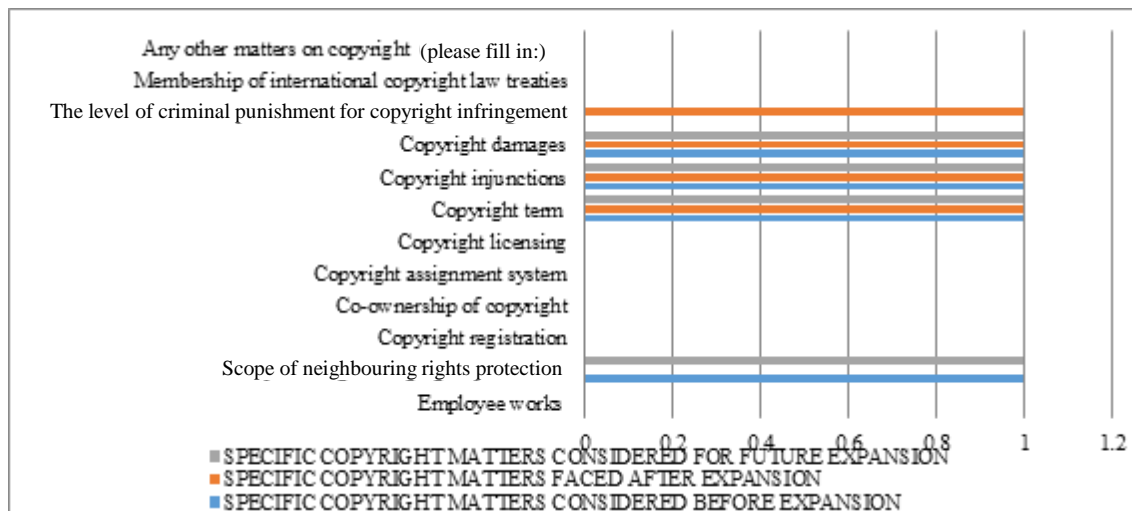 Any other matters on copyright (please fill in:)
Membership of international copyright law treaties
The level of criminal punishment for copyright infringement
Copyright damages
Copyright injunctions
Copyright term
Copyright licensing
Copyright assignment system
Co-ownership of copyright
Copyright registration
Scope of neighbouring rights protection
Employee works
0 0.2 0.4 0.6 0.8 1 1.2
SPECIFIC COPYRIGHT MATTERS CONSIDERED FOR FUTURE EXPANSION
SPECIFIC COPYRIGHT MATTERS FACED AFTER EXPANSION
SPECIFIC COPYRIGHT MATTERS CONSIDERED BEFORE EXPANSION